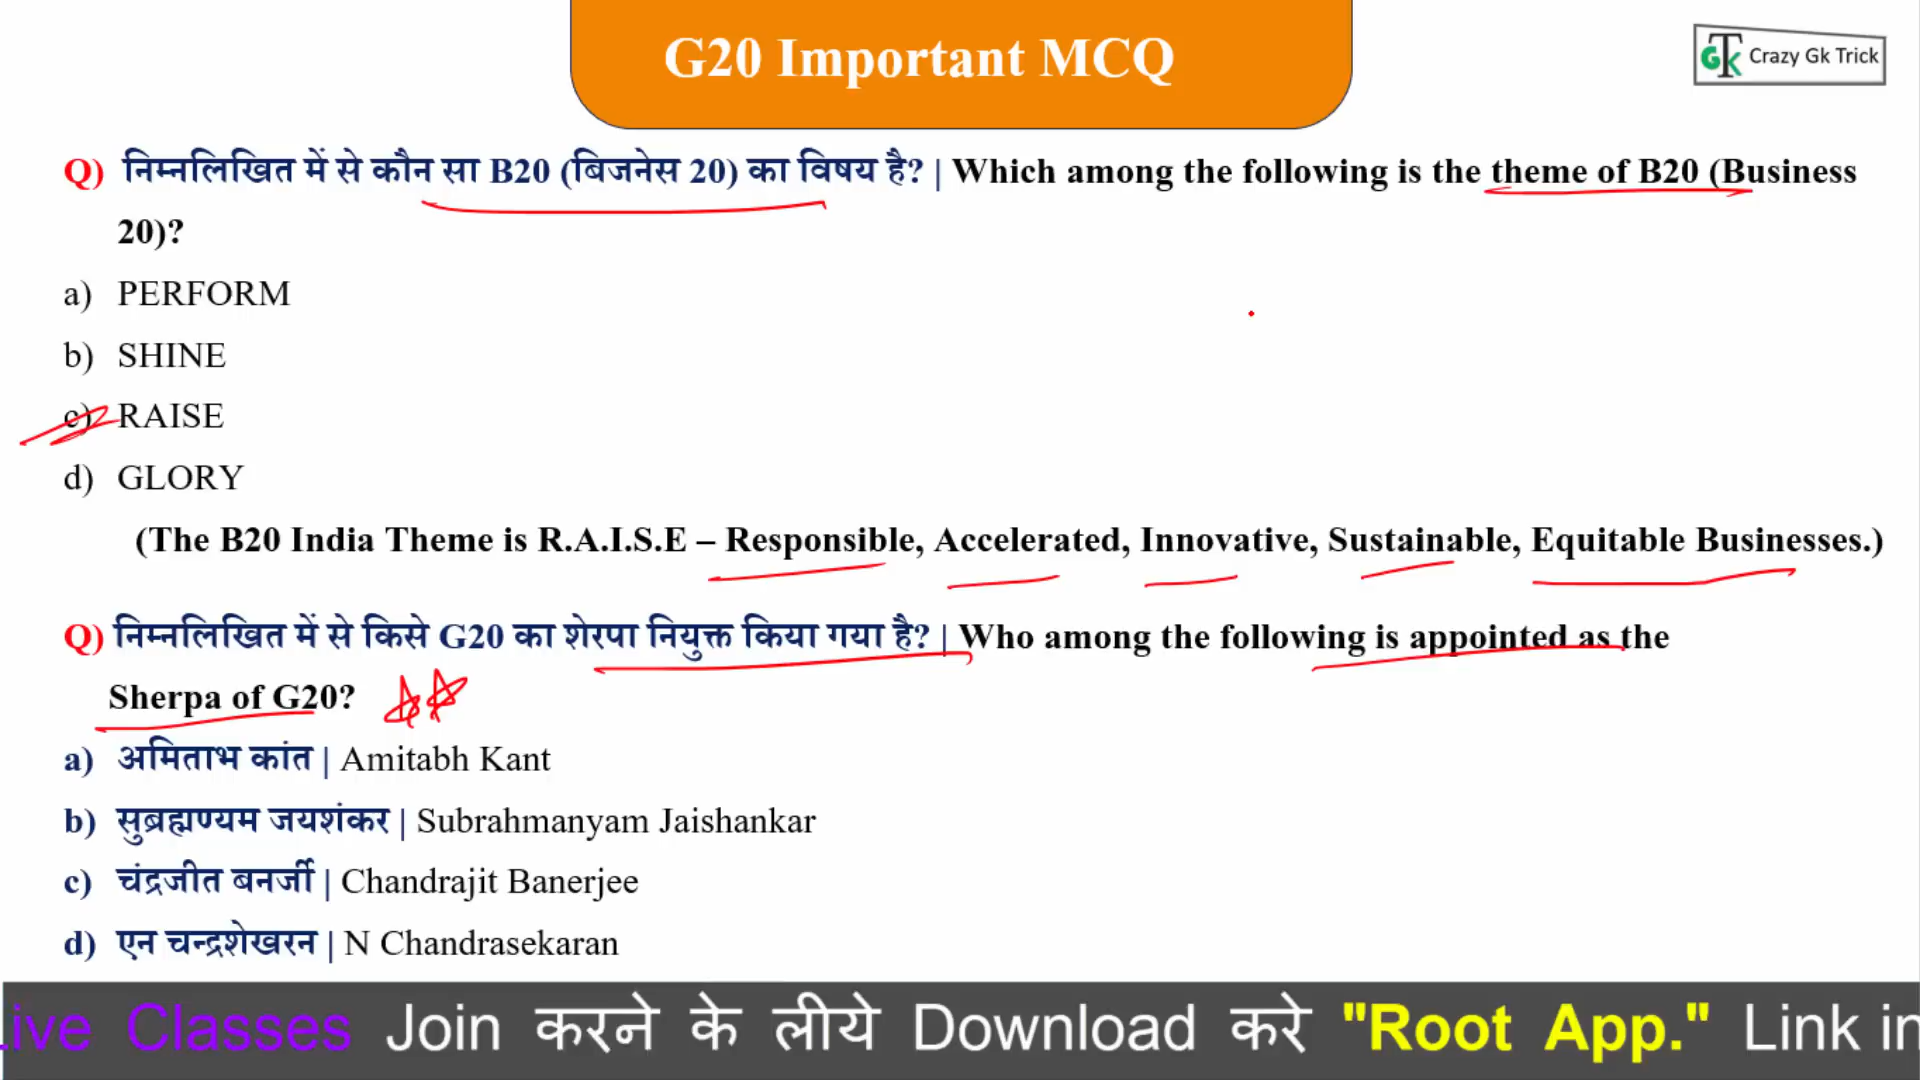 G20 Important MCQ
GTK Crazy Gk Trick
Q) निम्नलिखित में से कौन सा B20 (बिजनेस 20) का विषय है? | Which among the following is the theme of B20 (Business
20)?
a) PERFORM
b) SHINE
c) RAISE
d) GLORY
(The B20 India Theme is R.A.I.S.E – Responsible, Accelerated, Innovative, Sustainable, Equitable Businesses.)
Q) निम्नलिखित में से किसे G20 का शेरपा नियुक्त किया गया है? | Who among the following is appointed as the
Sherpa of G20?
a) अमिताभ कांत | Amitabh Kant
b) सुब्रह्मण्यम जयशंकर | Subrahmanyam Jaishankar
c) चंद्रजीत बनर्जी | Chandrajit Banerjee
d) एन चन्द्रशेखरन | N Chandrasekaran
ive Classes Join करने के लीये Download करे "Root App." Link in